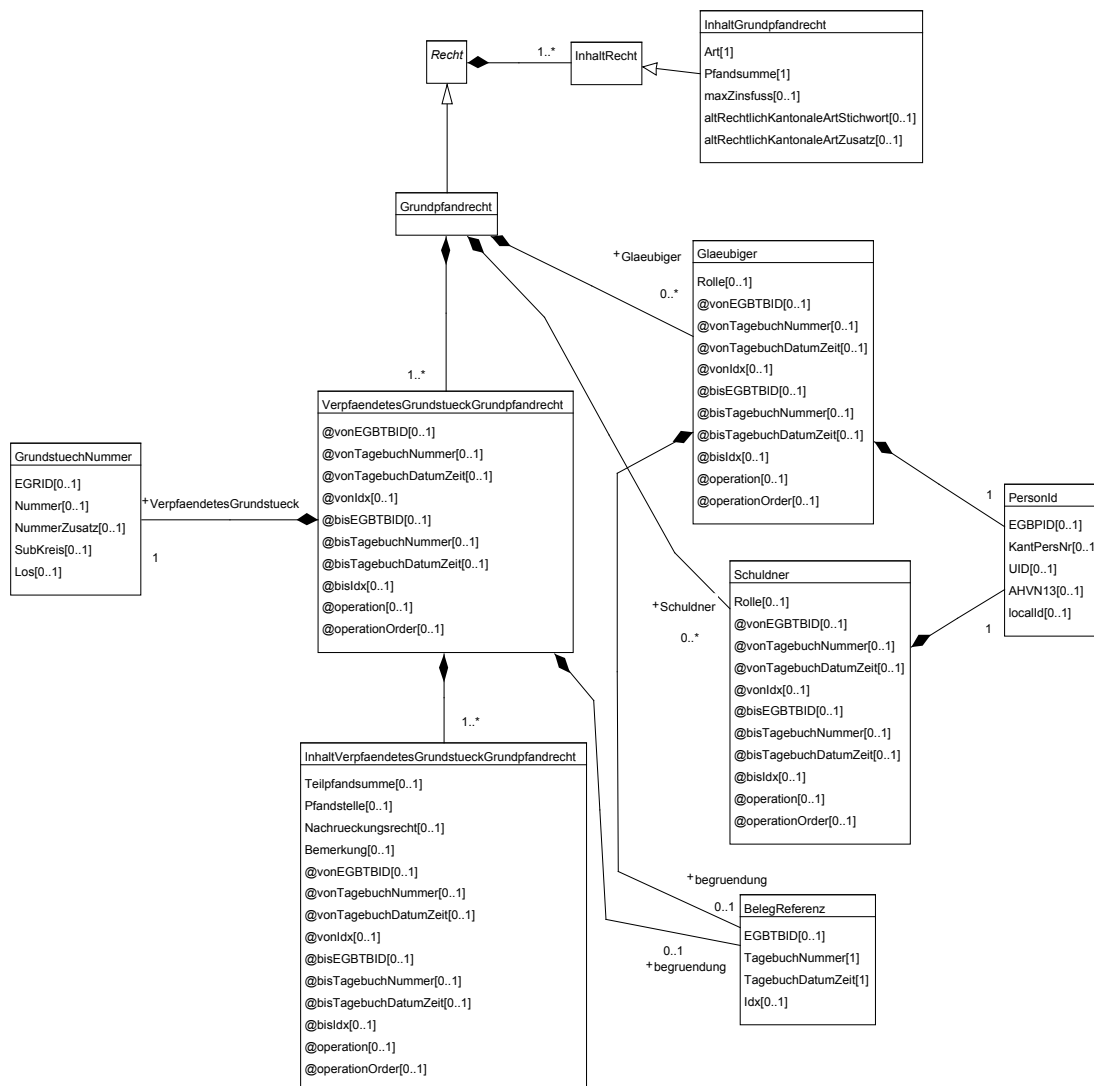 InhaltGrundpfandrecht
Art[1]
Pfandsumme[1]
maxZinsfuss[0..1]
altRechtlichKantonaleArtStichwort[0..1]
altRechtlichKantonaleArtZusatz[0..1]
Recht
1..*
InhaltRecht
Grundpfandrecht
+Glaeubiger
0..*
Glaeubiger
Rolle[0..1]
@vonEGBTBID[0..1]
@vonTagebuchNummer[0..1]
@vonTagebuchDatumZeit[0..1]
@vonIdx[0..1]
@bisEGBTBID[0..1]
@bisTagebuchNummer[0..1]
@bisTagebuchDatumZeit[0..1]
@bisIdx[0..1]
@operation[0..1]
@operationOrder[0..1]
1..*
VerpfaendetesGrundstueckGrundpfandrecht
@vonEGBTBID[0..1]
@vonTagebuchNummer[0..1]
@vonTagebuchDatumZeit[0..1]
@vonIdx[0..1]
@bisEGBTBID[0..1]
@bisTagebuchNummer[0..1]
@bisTagebuchDatumZeit[0..1]
@bisIdx[0..1]
@operation[0..1]
@operationOrder[0..1]
GrundstuechNummer
EGRID[0..1]
Nummer[0..1]
NummerZusatz[0..1]
SubKreis[0..1]
Los[0..1]
+VerpfaendetesGrundstueck
1
1
PersonId
EGBPID[0..1]
KantPersNr[0..1]
UID[0..1]
AHVN13[0..1]
localId[0..1]
1
+Schuldner
0..*
Schuldner
Rolle[0..1]
@vonEGBTBID[0..1]
@vonTagebuchNummer[0..1]
@vonTagebuchDatumZeit[0..1]
@vonIdx[0..1]
@bisEGBTBID[0..1]
@bisTagebuchNummer[0..1]
@bisTagebuchDatumZeit[0..1]
@bisIdx[0..1]
@operation[0..1]
@operationOrder[0..1]
1..*
InhaltVerpfaendetesGrundstueckGrundpfandrecht
Teilpfandsumme[0..1]
Pfandstelle[0..1]
Nachrueckungsrecht[0..1]
Bemerkung[0..1]
@vonEGBTBID[0..1]
@vonTagebuchNummer[0..1]
@vonTagebuchDatumZeit[0..1]
@vonIdx[0..1]
@bisEGBTBID[0..1]
@bisTagebuchNummer[0..1]
@bisTagebuchDatumZeit[0..1]
@bisIdx[0..1]
@operation[0..1]
@operationOrder[0..1]
+begruendung
0..1
0..1
+begruendung
BelegReferenz
EGBTBID[0..1]
TagebuchNummer[1]
TagebuchDatumZeit[1]
Idx[0..1]